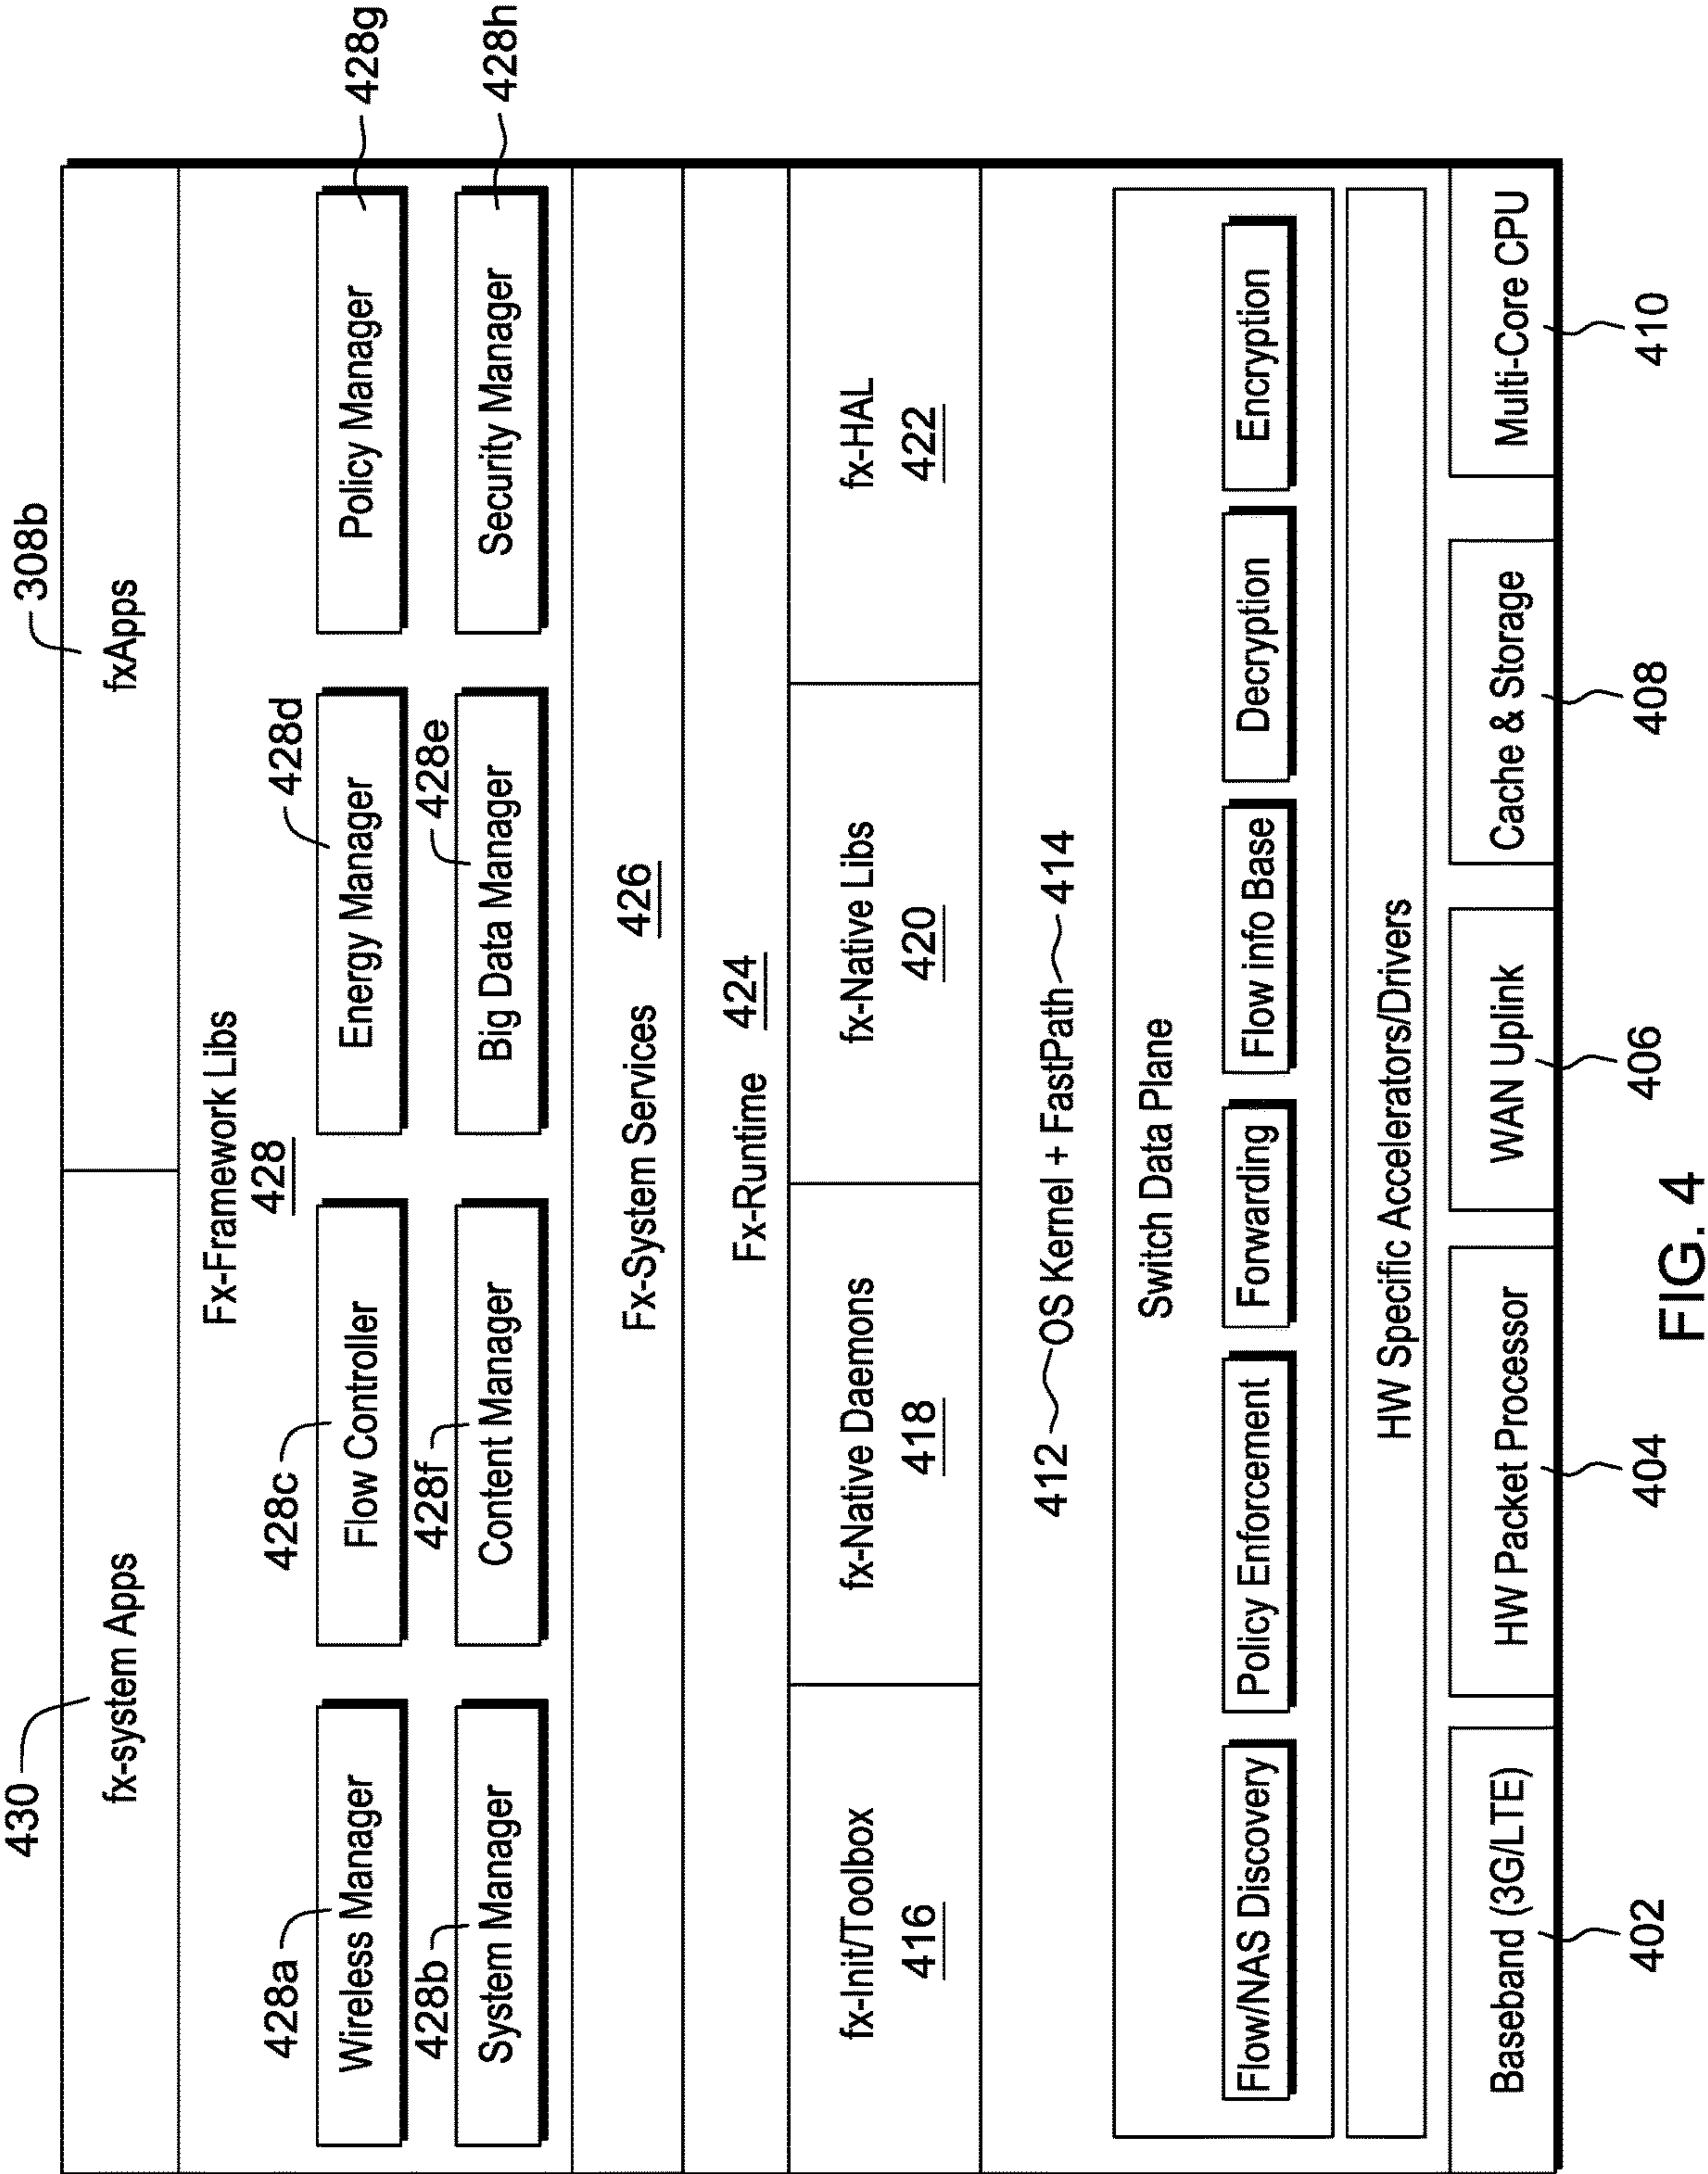 430
308b
fx-system Apps
fxApps
Fx-Framework Libs
428
428a
428c
428d
428g
Wireless Manager
Flow Controller
Energy Manager
Policy Manager
428b
428f
428e
428h
System Manager
Content Manager
Big Data Manager
Security Manager
Fx-System Services 426
Fx-Runtime 424
fx-Init/Toolbox
416
fx-Native Daemons
418
fx-Native Libs
420
fx-HAL
422
412 OS Kernel + FastPath 414
Switch Data Plane
Flow/NAS Discovery
Policy Enforcement
Forwarding
Flow info Base
Decryption
Encryption
HW Specific Accelerators/Drivers
Baseband (3G/LTE)
HW Packet Processor
WAN Uplink
Cache & Storage
Multi-Core CPU
402
404
406
408
410
FIG. 4